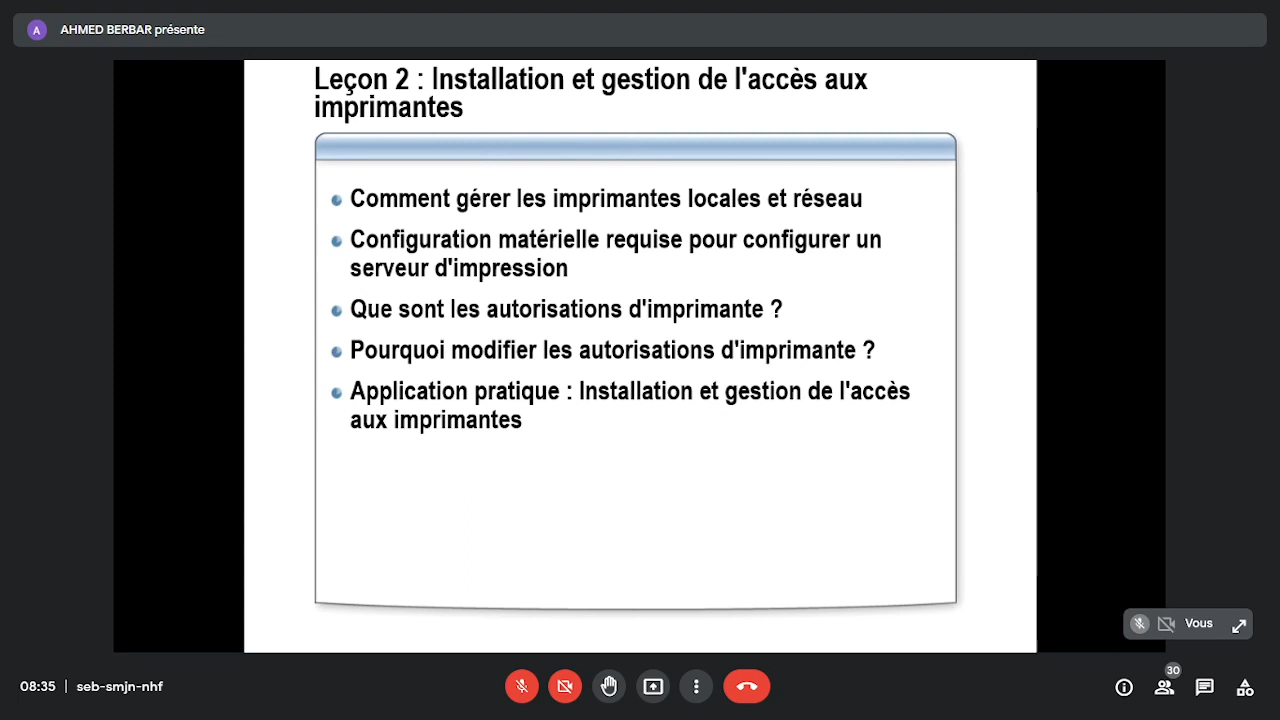 A
AHMED BERBAR présente
Leçon 2 : Installation et gestion de l'accès aux
imprimantes
Comment gérer les imprimantes locales et réseau
Configuration matérielle requise pour configurer un
serveur d'impression
Que sont les autorisations d'imprimante ?
Pourquoi modifier les autorisations d'imprimante ?
Application pratique : Installation et gestion de l'accès
aux imprimantes
Vous
08:35 | seb-smjn-nhf
30